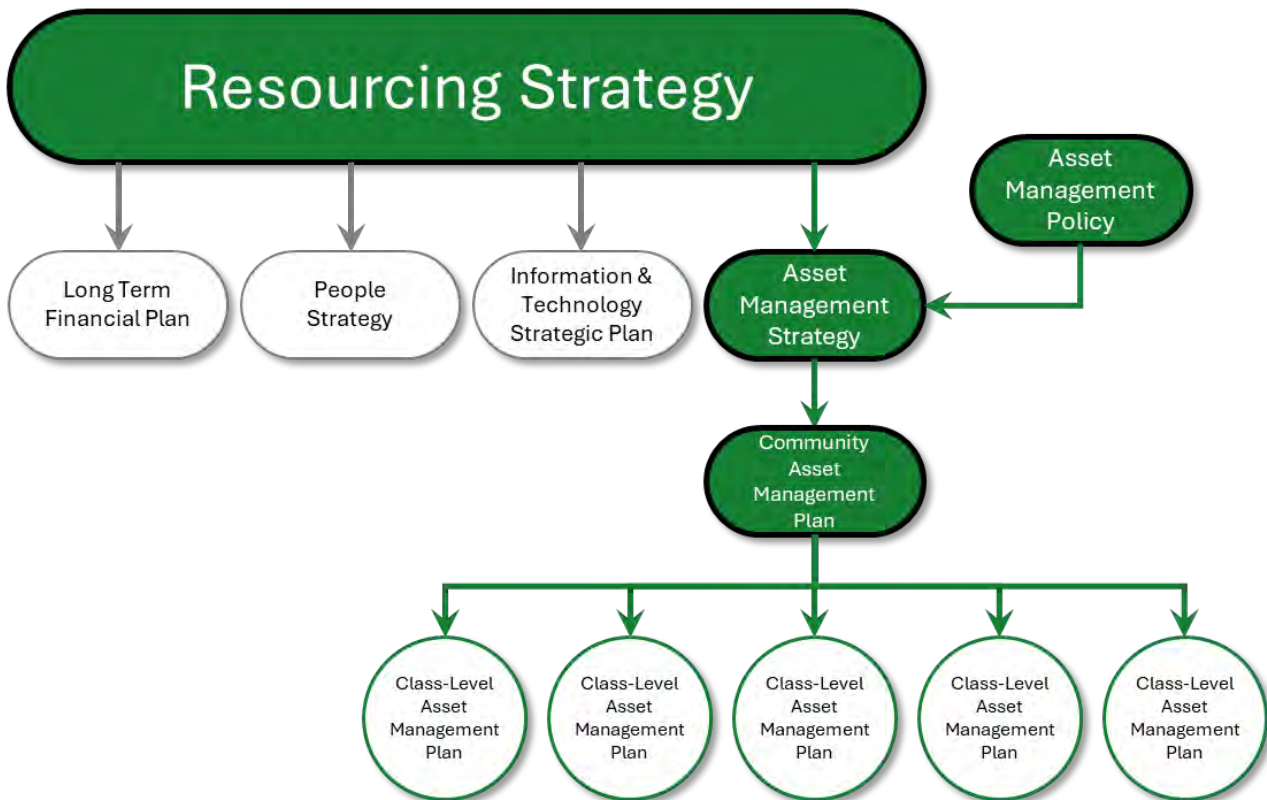 Resourcing Strategy
Asset
Management
Policy
Long Term
Financial Plan
People
Strategy
Information &
Technology
Strategic Plan
Asset
Management
Strategy
Community
Asset
Management
Plan
Class-Level
Asset
Management
Plan
Class-Level
Asset
Management
Plan
Class-Level
Asset
Management
Plan
Class-Level
Asset
Management
Plan
Class-Level
Asset
Management
Plan